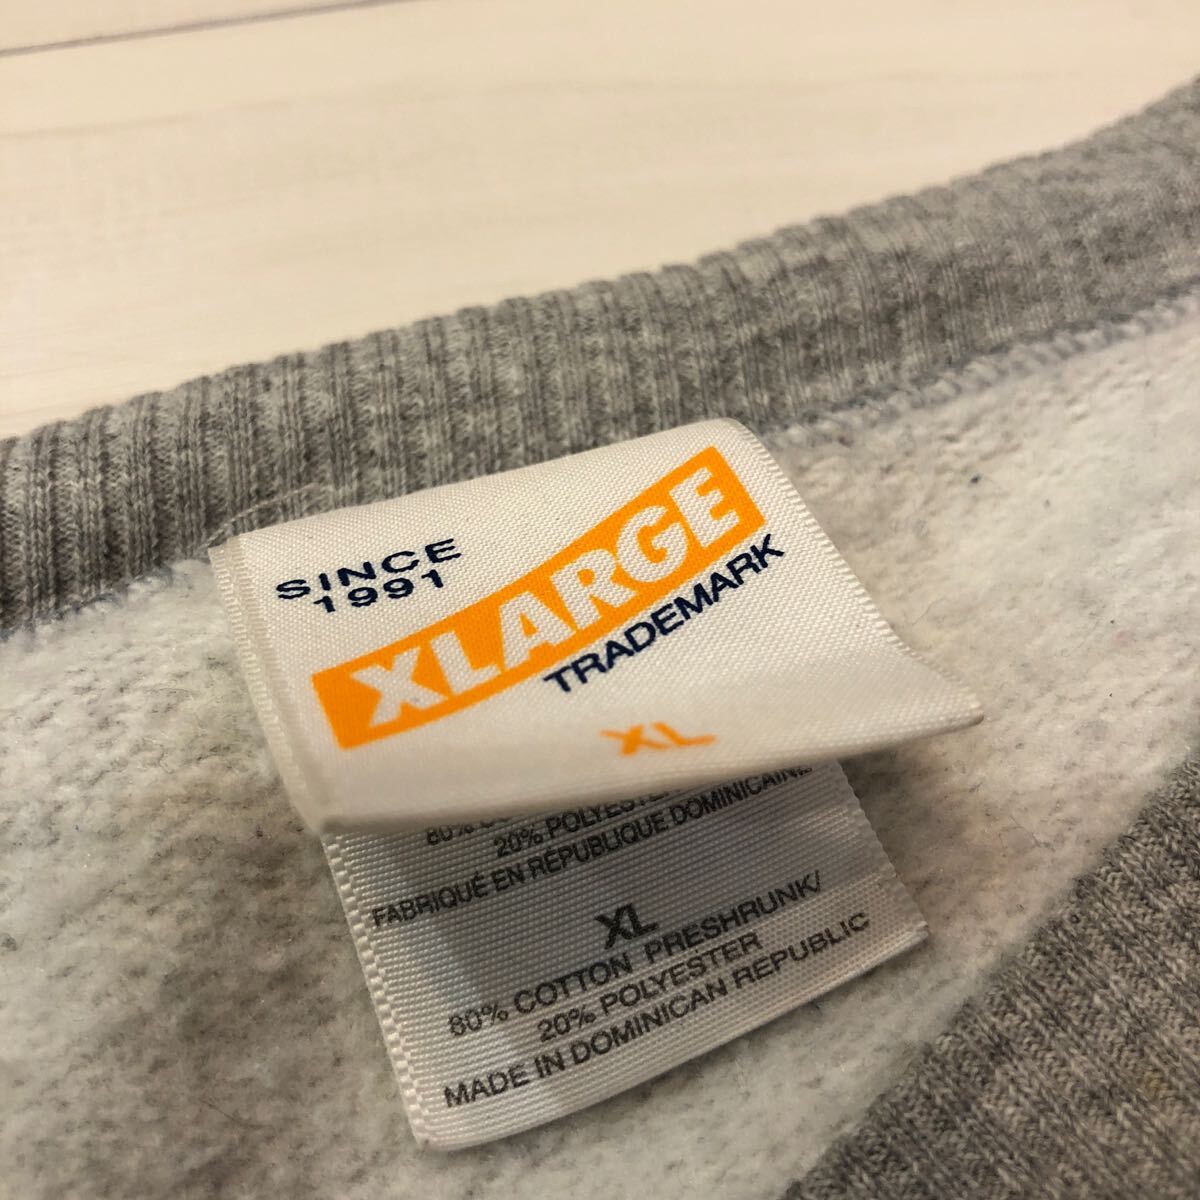 SINCE
1991
XLARGE
TRADEMARK
XL
80%
20% POLYESTER
FABRIQUÉ EN RÉPUBLIQUE DOMINICAINE
XL
80% COTTON PRESHRUNK/
20% POLYESTER
MADE IN DOMINICAN REPUBLIC